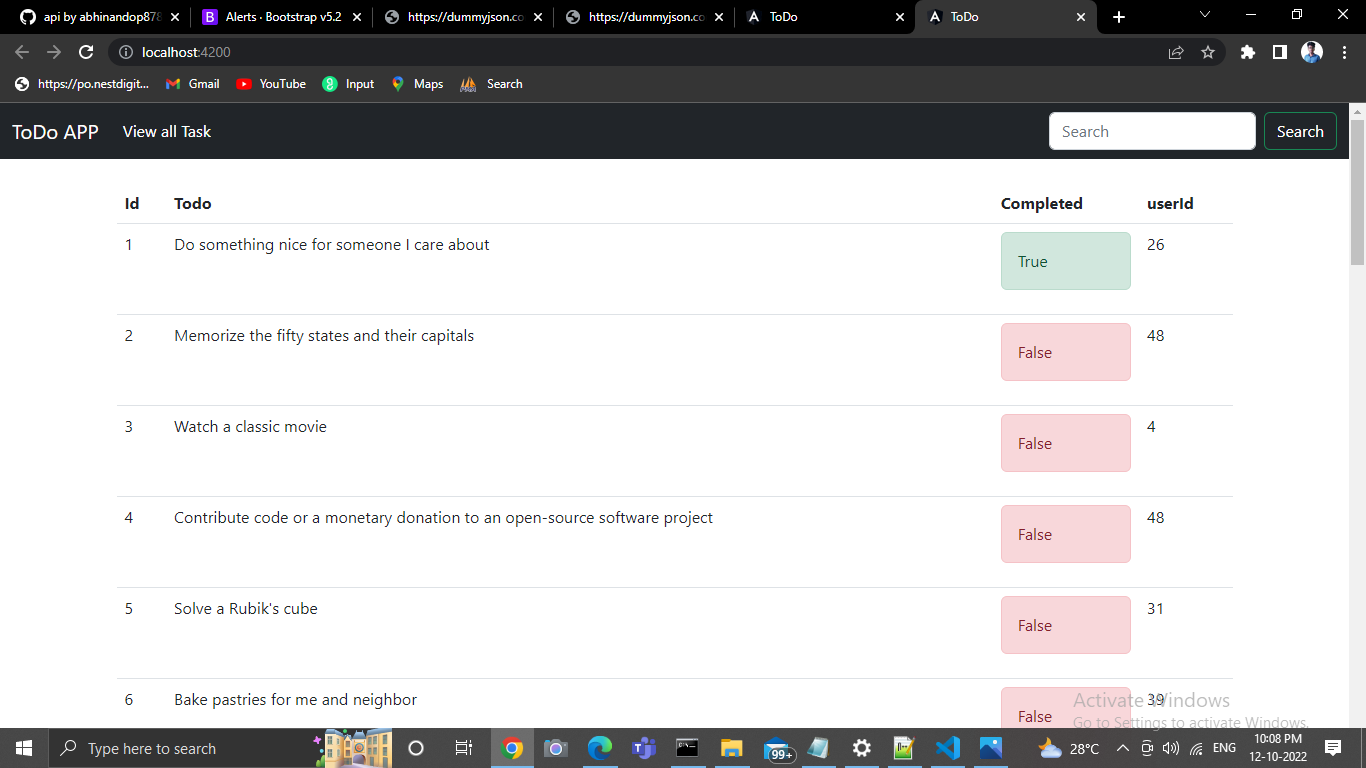 api by abhinandop878
Alerts · Bootstrap v5.2
https://dummyjson.co
https://dummyjson.co
ToDo
ToDo
localhost:4200
https://po.nestdigit...
Gmail
YouTube
Input
Maps
Search
ToDo APP
View all Task
Search
Search
Id Todo Completed userId
1 Do something nice for someone I care about True 26
2 Memorize the fifty states and their capitals False 48
3 Watch a classic movie False 4
4 Contribute code or a monetary donation to an open-source software project False 48
5 Solve a Rubik's cube False 31
6 Bake pastries for me and neighbor False 39
Activate Windows
Go to Settings to activate Windows.
Type here to search
99+
28°C
ENG
10:08 PM
12-10-2022